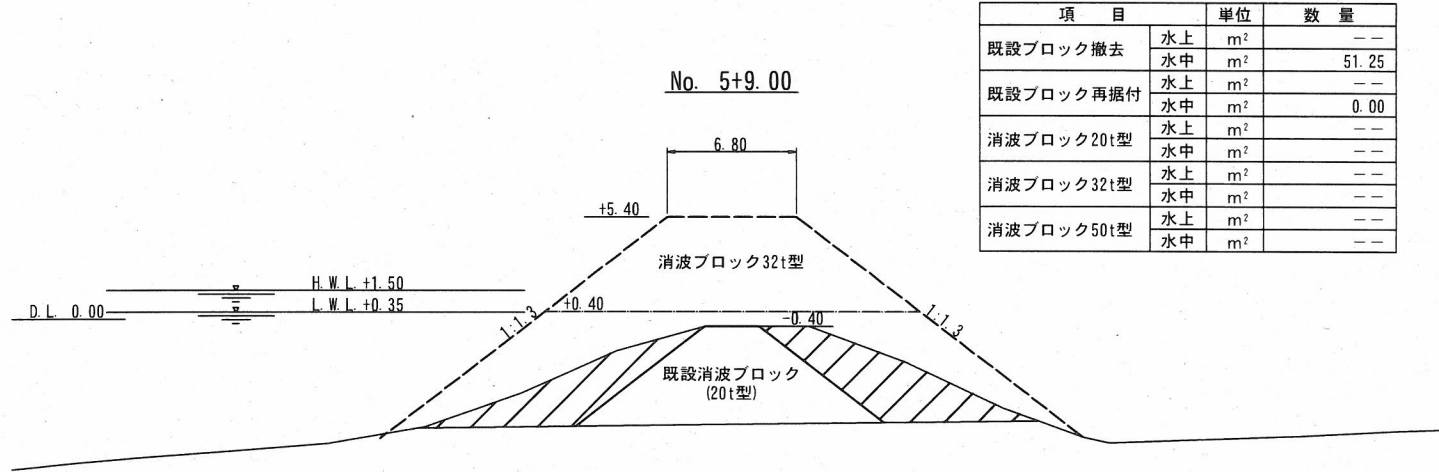 項 目 単位 数 量
既設ブロック撤去 水上 m² --
水中 m² 51.25
既設ブロック再据付 水上 m² --
水中 m² 0.00
消波ブロック20t型 水上 m² --
水中 m² --
消波ブロック32t型 水上 m² --
水中 m² --
消波ブロック50t型 水上 m² --
水中 m² --
No. 5+9.00
6.80
+5.40
消波ブロック32t型
H.W.L. +1.50
L.W.L. +0.35
D.L. 0.00
+0.40
-0.40
1:1.3
1:1.3
既設消波ブロック
(20t型)